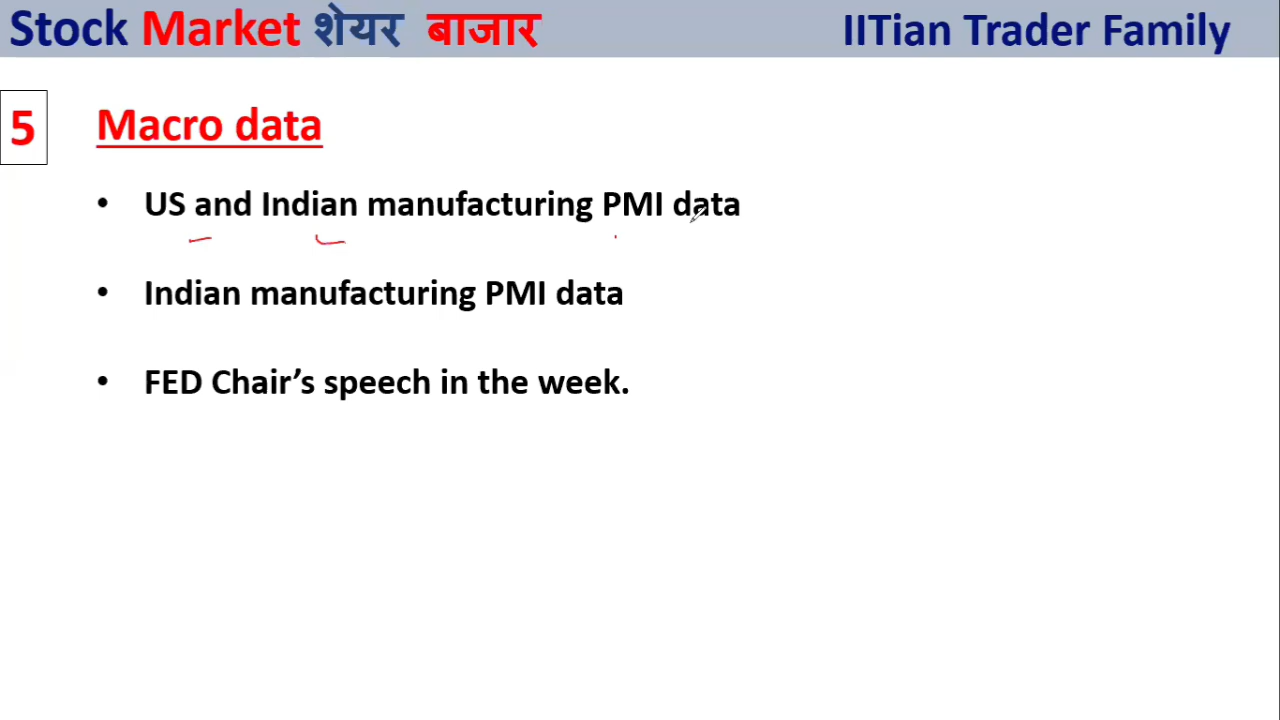 Stock Market शेयर बाजार IITian Trader Family
5 Macro data
• US and Indian manufacturing PMI data
• Indian manufacturing PMI data
• FED Chair’s speech in the week.